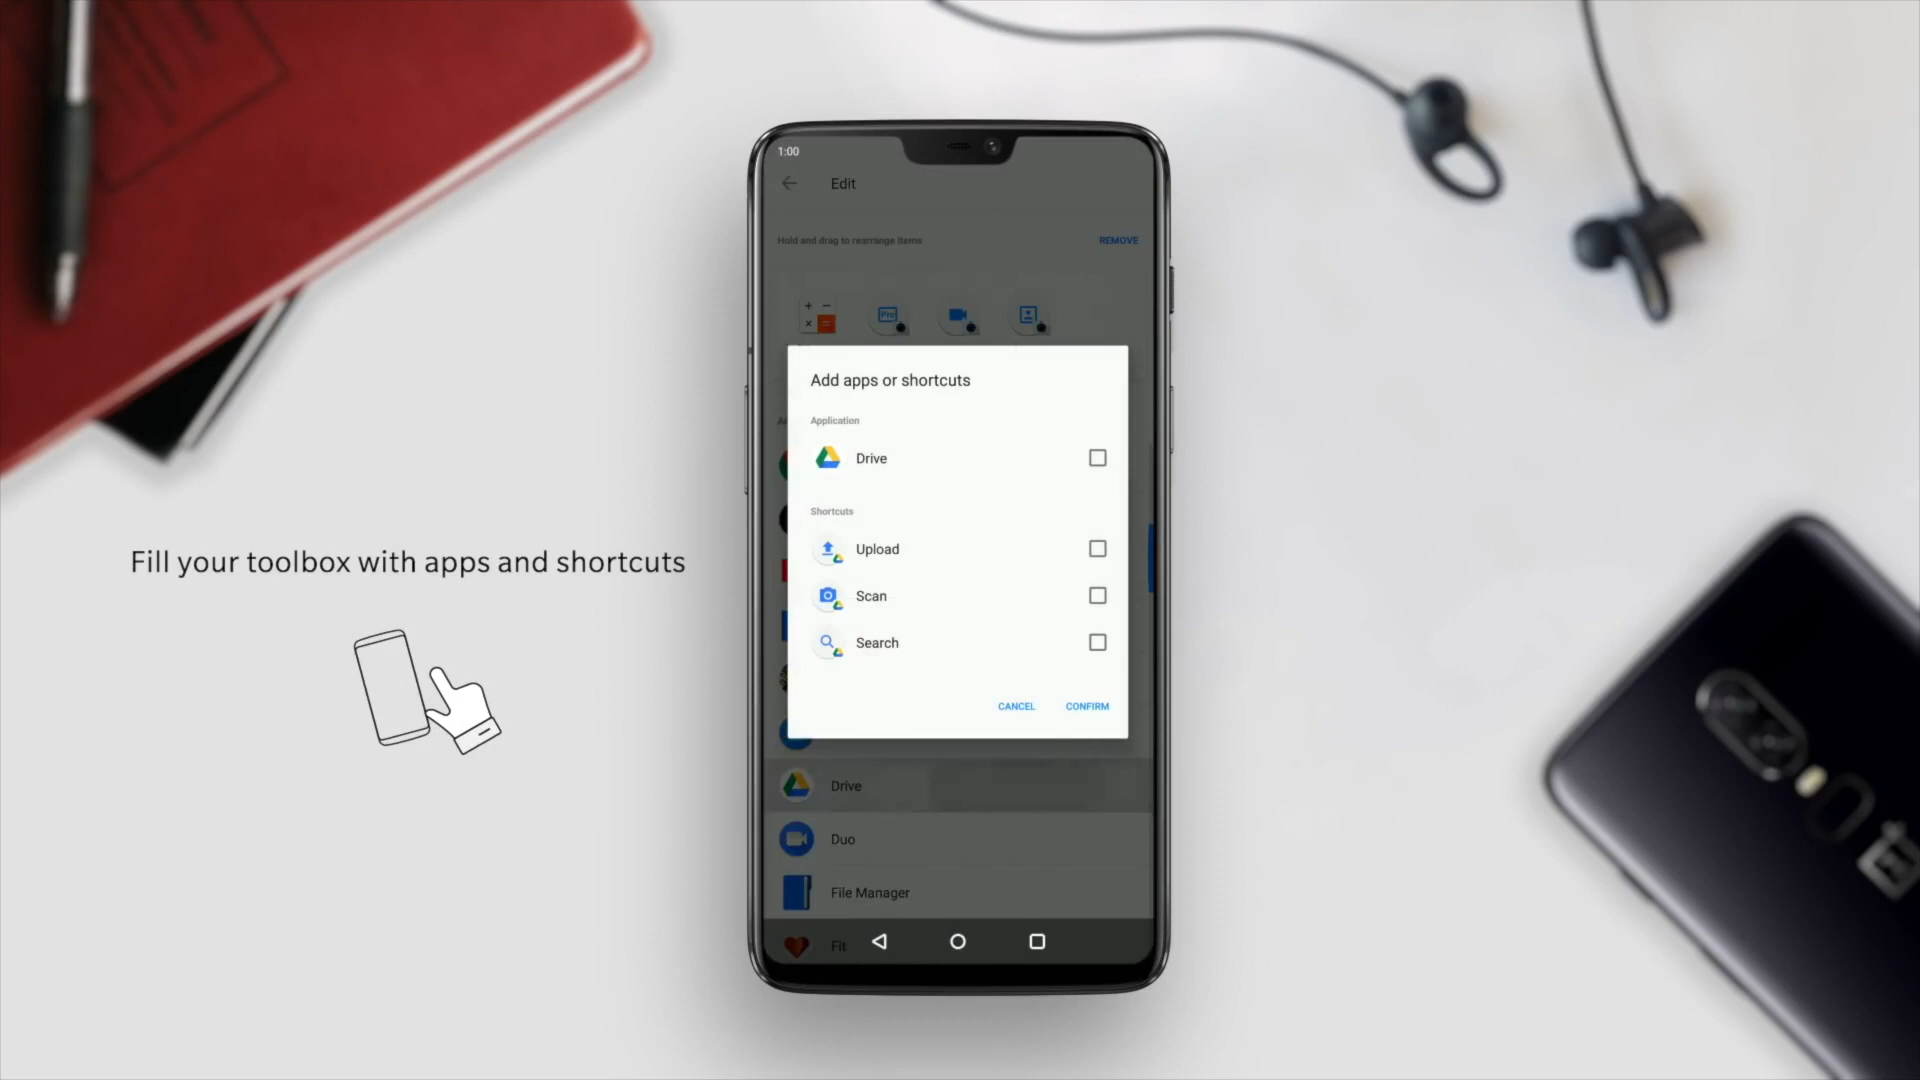 1:00
Edit
Hold and drag to rearrange items
REMOVE
Pro
Add apps or shortcuts
Application
Drive
Shortcuts
Upload
Scan
Search
CANCEL
CONFIRM
Drive
Duo
File Manager
Fit
Fill your toolbox with apps and shortcuts